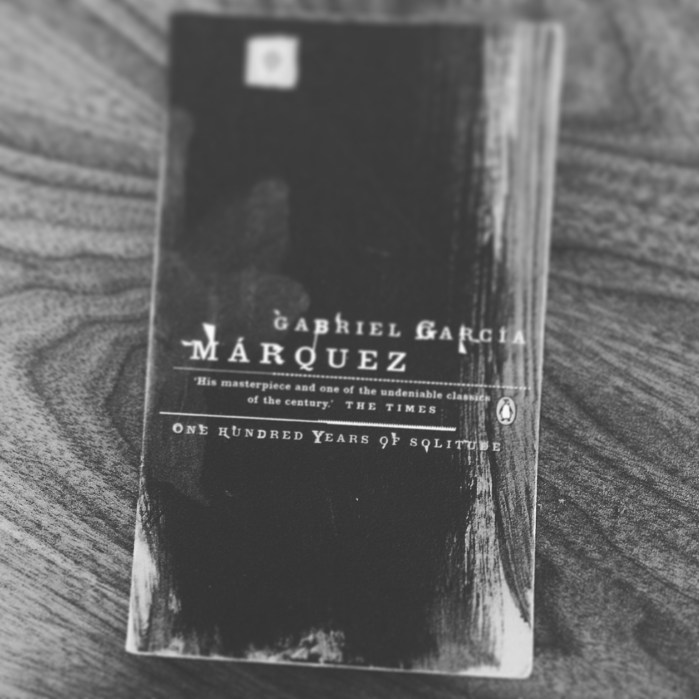 GABRIEL GARCÍA
MÁRQUEZ
'His masterpiece and one of the undeniable classics
of the century.' THE TIMES
ONE HUNDRED YEARS OF SOLITUDE